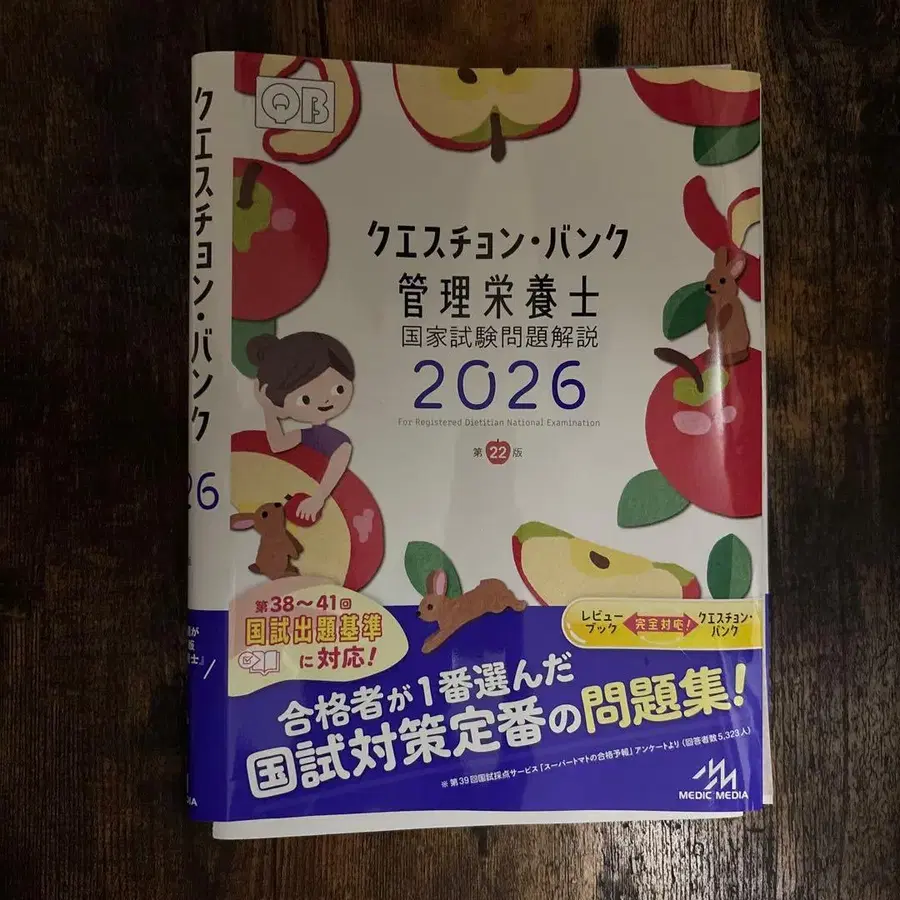 QB
クエスチョン・バンク
26
クエスチョン・バンク
管理栄養士
国家試験問題解説
2026
For Registered Dietitian National Examination
第22版
第38〜41回
国試出題基準
に対応!
レビュー
ブック
完全対応!
クエスチョン・
バンク
合格者が1番選んだ
国試対策定番の問題集!
※第39回国試採点サービス「スーパートマトの合格予報」アンケートより(回答者数5,323人)
MEDIC MEDIA